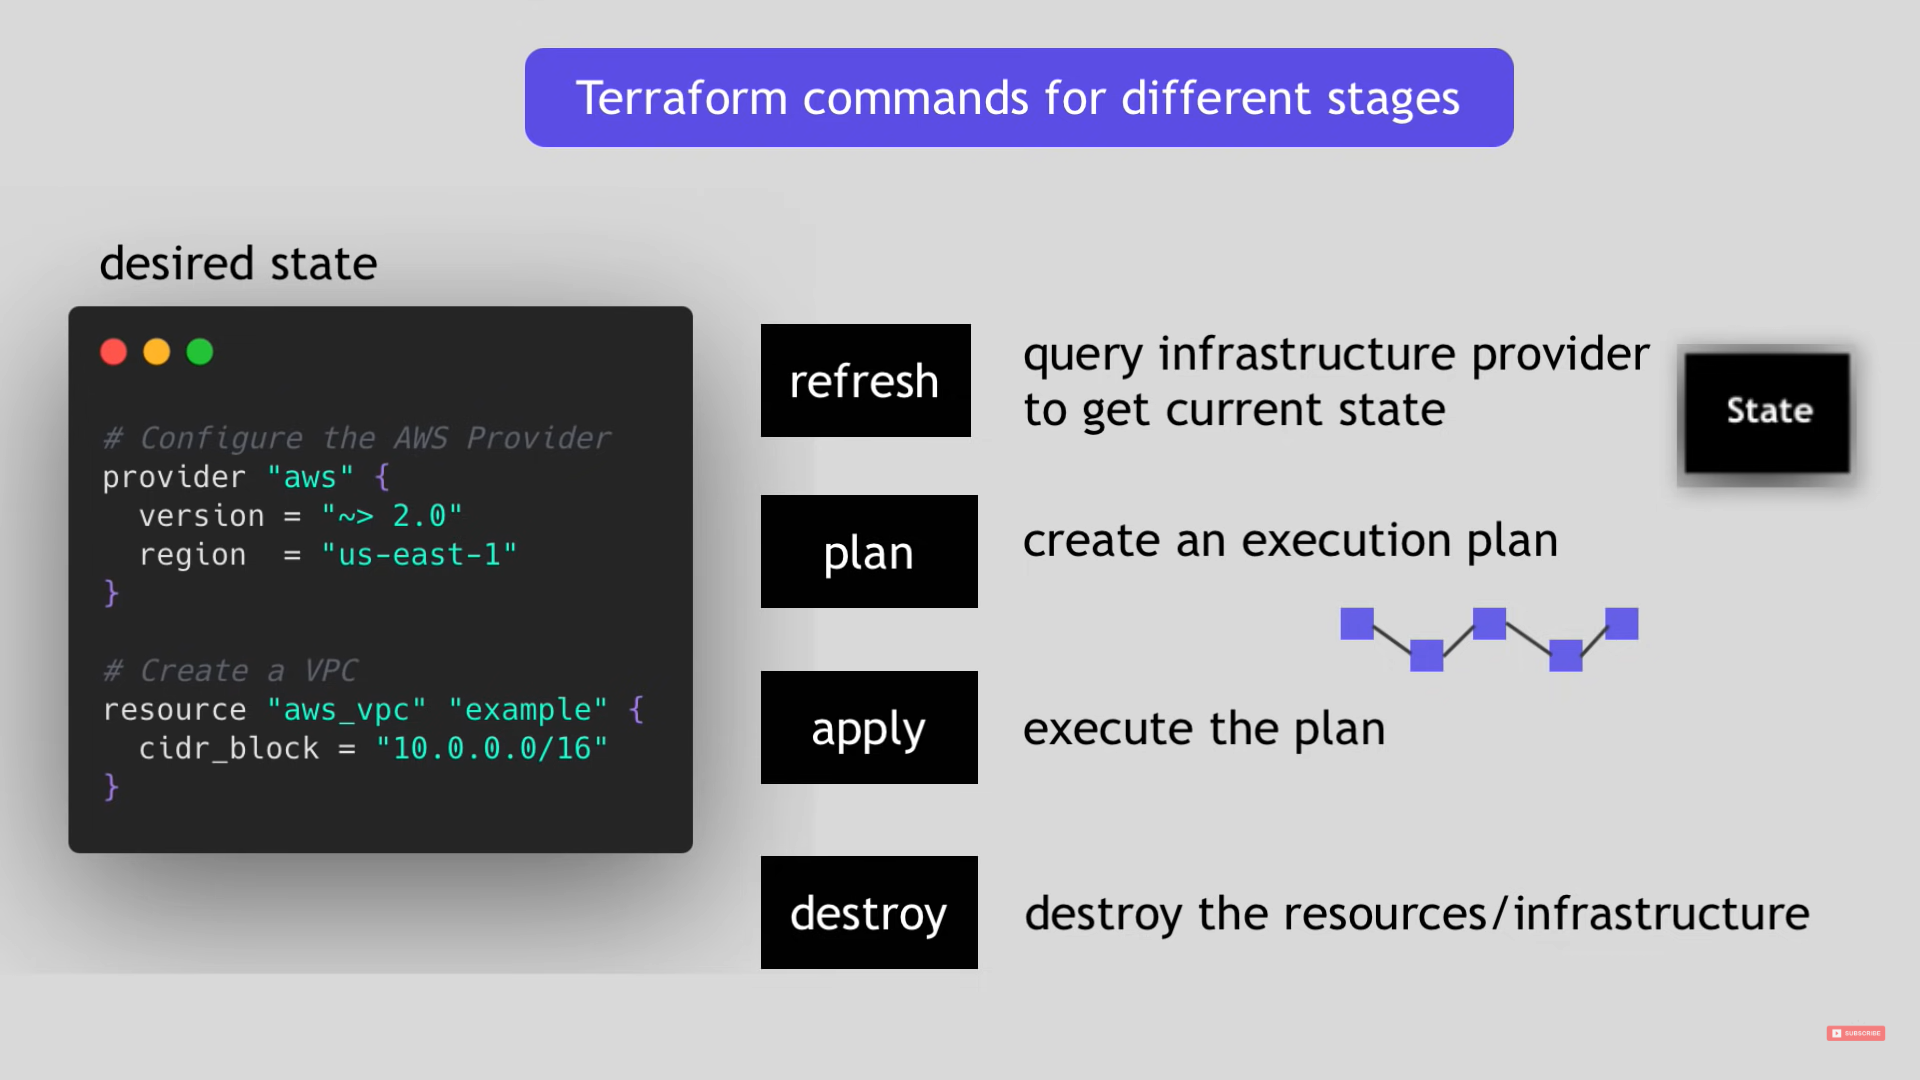 Terraform commands for different stages
desired state
# Configure the AWS Provider
provider "aws" {
  version = "~> 2.0"
  region  = "us-east-1"
}
# Create a VPC
resource "aws_vpc" "example" {
  cidr_block = "10.0.0.0/16"
}
refresh
query infrastructure provider
to get current state
State
plan
create an execution plan
apply
execute the plan
destroy
destroy the resources/infrastructure
SUBSCRIBE